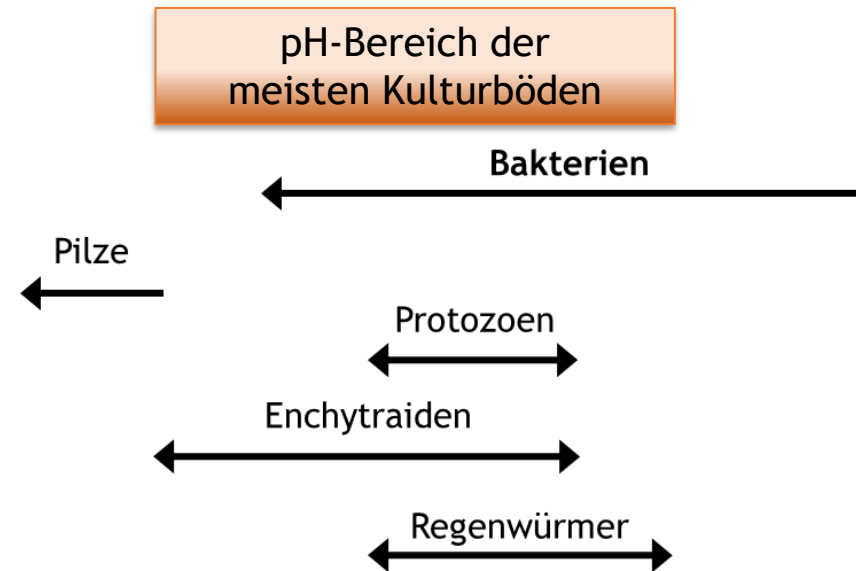 pH-Bereich der
meisten Kulturböden
Bakterien
Pilze
Protozoen
Enchytraiden
Regenwürmer